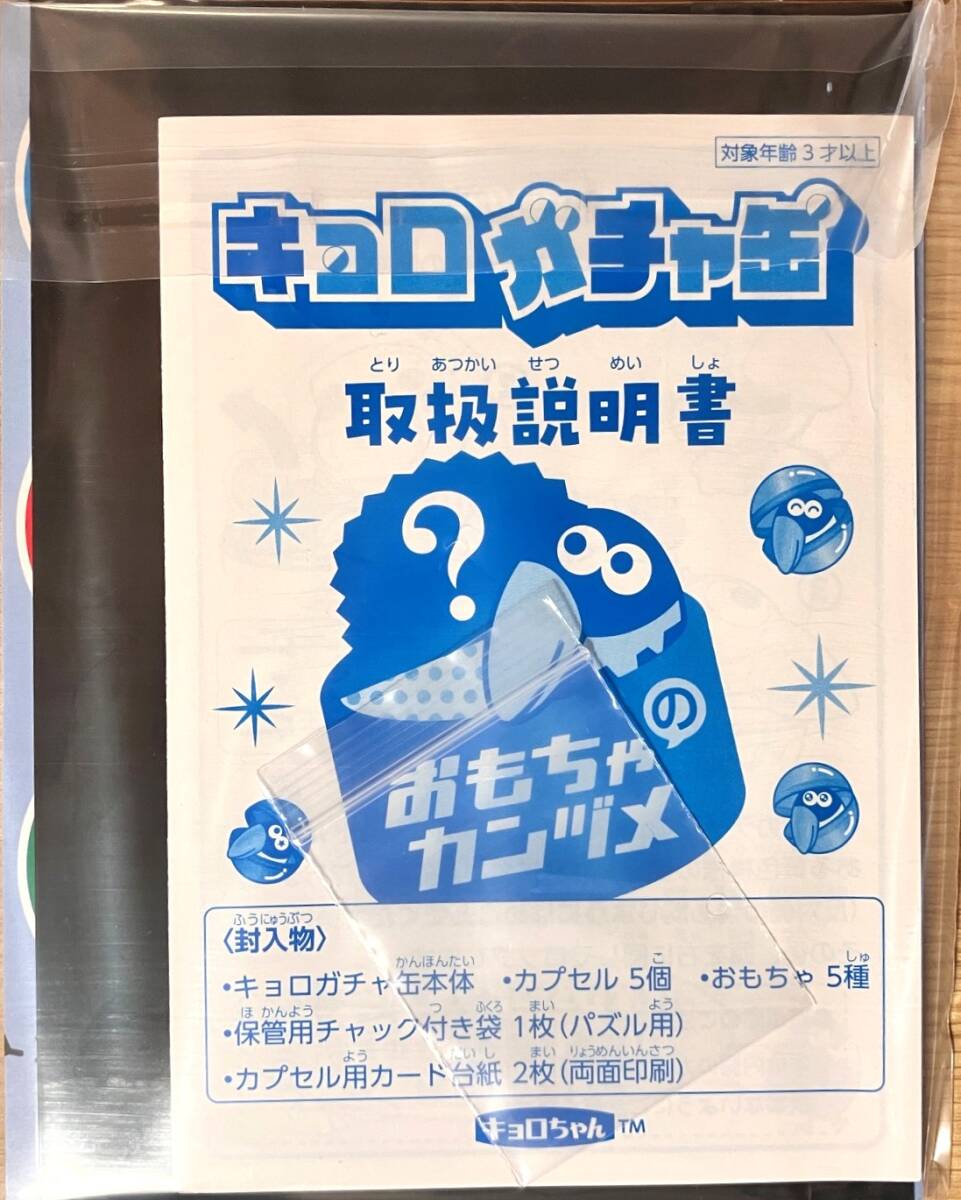 対象年齢3才以上
キョロガチャ缶
とりあつかいせつめいしょ
取扱説明書
?
の
おもちゃ
カンヅメ
ふうにゅうぶつ
〈封入物〉
かんほんたい こ しゅ
・キョロガチャ缶本体 ・カプセル 5個 ・おもちゃ 5種
ほかんよう つ ぶくろ まい よう
・保管用チャック付き袋 1枚(パズル用)
よう だいし まい りょうめんいんさつ
・カプセル用カード台紙 2枚(両面印刷)
キョロちゃん TM